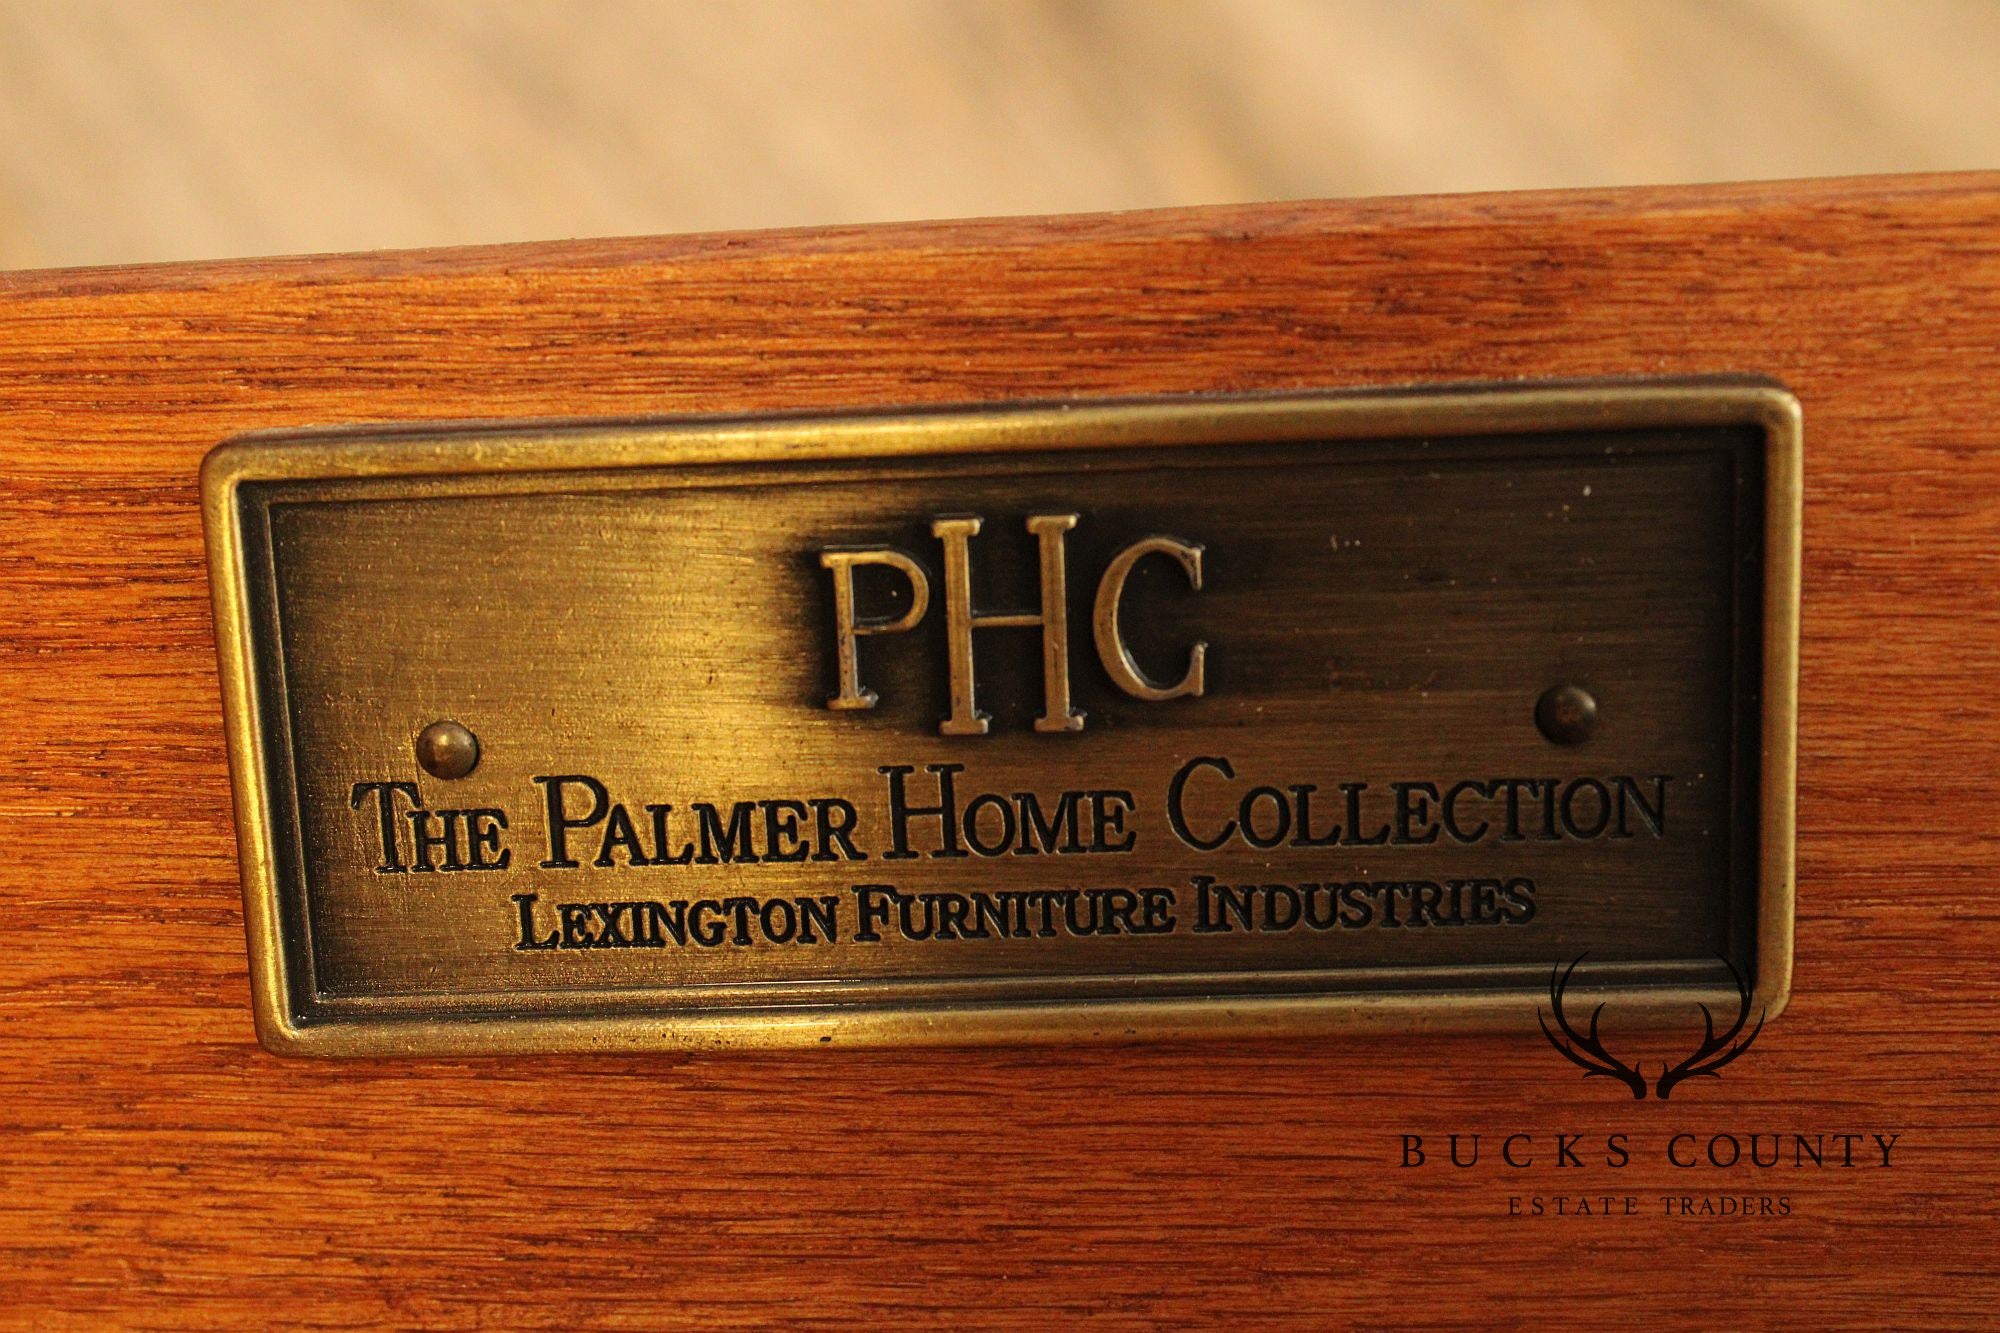 PHC
THE PALMER HOME COLLECTION
LEXINGTON FURNITURE INDUSTRIES
BUCKS COUNTY
ESTATE TRADERS